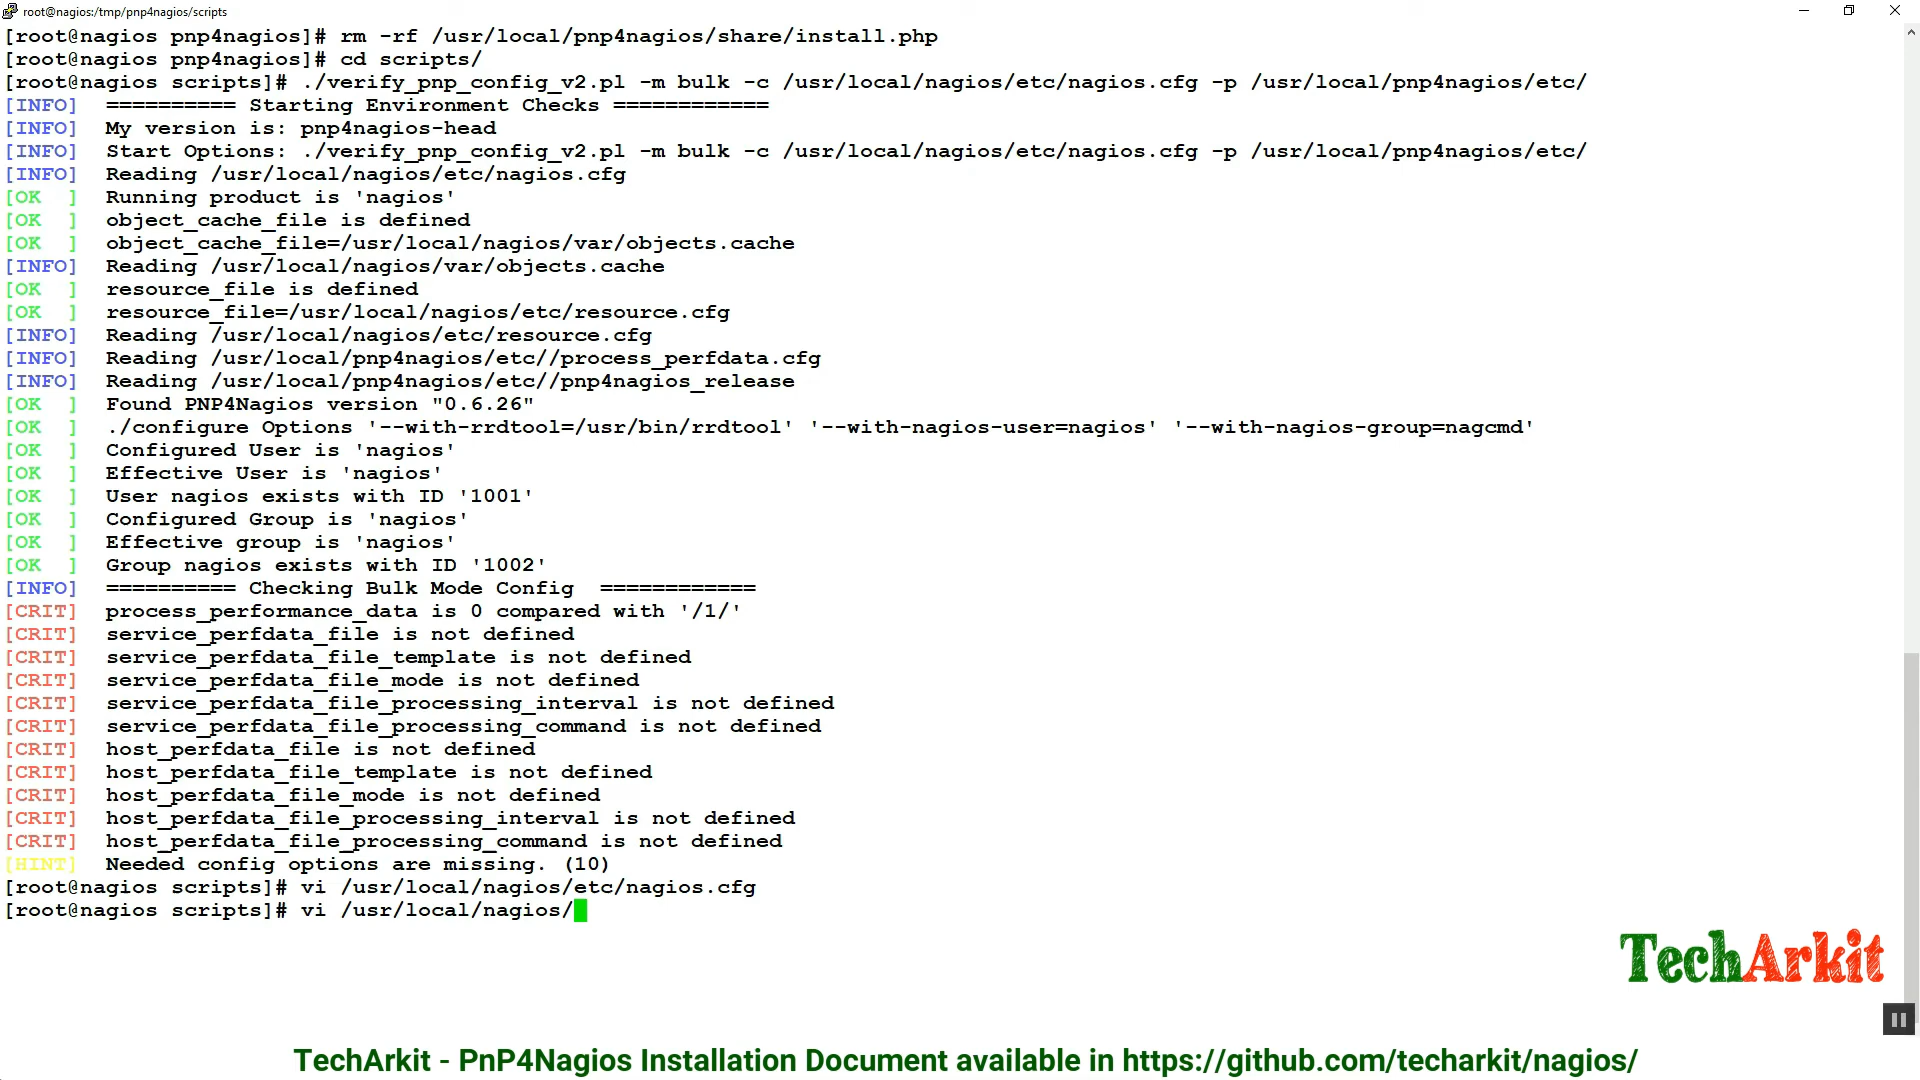 root@nagios:/tmp/pnp4nagios/scripts
[root@nagios pnp4nagios]# rm -rf /usr/local/pnp4nagios/share/install.php
[root@nagios pnp4nagios]# cd scripts/
[root@nagios scripts]# ./verify_pnp_config_v2.pl -m bulk -c /usr/local/nagios/etc/nagios.cfg -p /usr/local/pnp4nagios/etc/
[INFO]  ========== Starting Environment Checks ============
[INFO]  My version is: pnp4nagios-head
[INFO]  Start Options: ./verify_pnp_config_v2.pl -m bulk -c /usr/local/nagios/etc/nagios.cfg -p /usr/local/pnp4nagios/etc/
[INFO]  Reading /usr/local/nagios/etc/nagios.cfg
[OK  ]  Running product is 'nagios'
[OK  ]  object_cache_file is defined
[OK  ]  object_cache_file=/usr/local/nagios/var/objects.cache
[INFO]  Reading /usr/local/nagios/var/objects.cache
[OK  ]  resource_file is defined
[OK  ]  resource_file=/usr/local/nagios/etc/resource.cfg
[INFO]  Reading /usr/local/nagios/etc/resource.cfg
[INFO]  Reading /usr/local/pnp4nagios/etc//process_perfdata.cfg
[INFO]  Reading /usr/local/pnp4nagios/etc//pnp4nagios_release
[OK  ]  Found PNP4Nagios version "0.6.26"
[OK  ]  ./configure Options '--with-rrdtool=/usr/bin/rrdtool' '--with-nagios-user=nagios' '--with-nagios-group=nagcmd'
[OK  ]  Configured User is 'nagios'
[OK  ]  Effective User is 'nagios'
[OK  ]  User nagios exists with ID '1001'
[OK  ]  Configured Group is 'nagios'
[OK  ]  Effective group is 'nagios'
[OK  ]  Group nagios exists with ID '1002'
[INFO]  ========== Checking Bulk Mode Config  ============
[CRIT]  process_performance_data is 0 compared with '/1/'
[CRIT]  service_perfdata_file is not defined
[CRIT]  service_perfdata_file_template is not defined
[CRIT]  service_perfdata_file_mode is not defined
[CRIT]  service_perfdata_file_processing_interval is not defined
[CRIT]  service_perfdata_file_processing_command is not defined
[CRIT]  host_perfdata_file is not defined
[CRIT]  host_perfdata_file_template is not defined
[CRIT]  host_perfdata_file_mode is not defined
[CRIT]  host_perfdata_file_processing_interval is not defined
[CRIT]  host_perfdata_file_processing_command is not defined
[HINT]  Needed config options are missing. (10)
[root@nagios scripts]# vi /usr/local/nagios/etc/nagios.cfg
[root@nagios scripts]# vi /usr/local/nagios/
TechArkit
TechArkit - PnP4Nagios Installation Document available in https://github.com/techarkit/nagios/